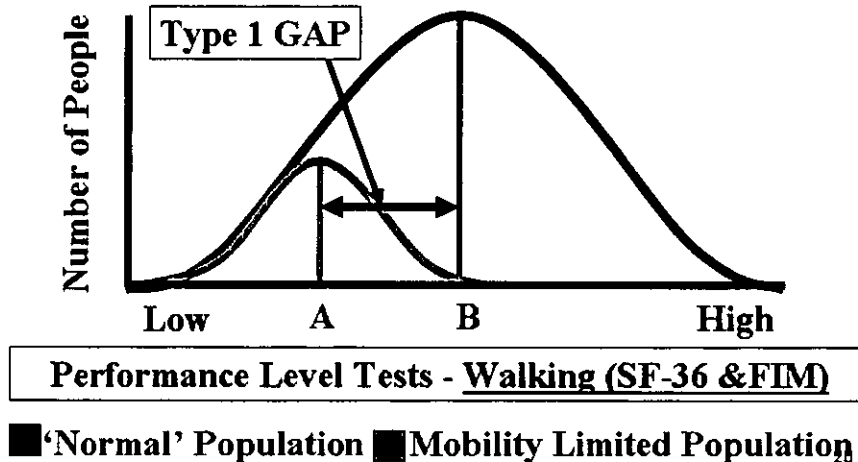 Type 1 GAP
Number of People
Low A B High
Performance Level Tests - Walking (SF-36 &FIM)
'Normal' Population Mobility Limited Population